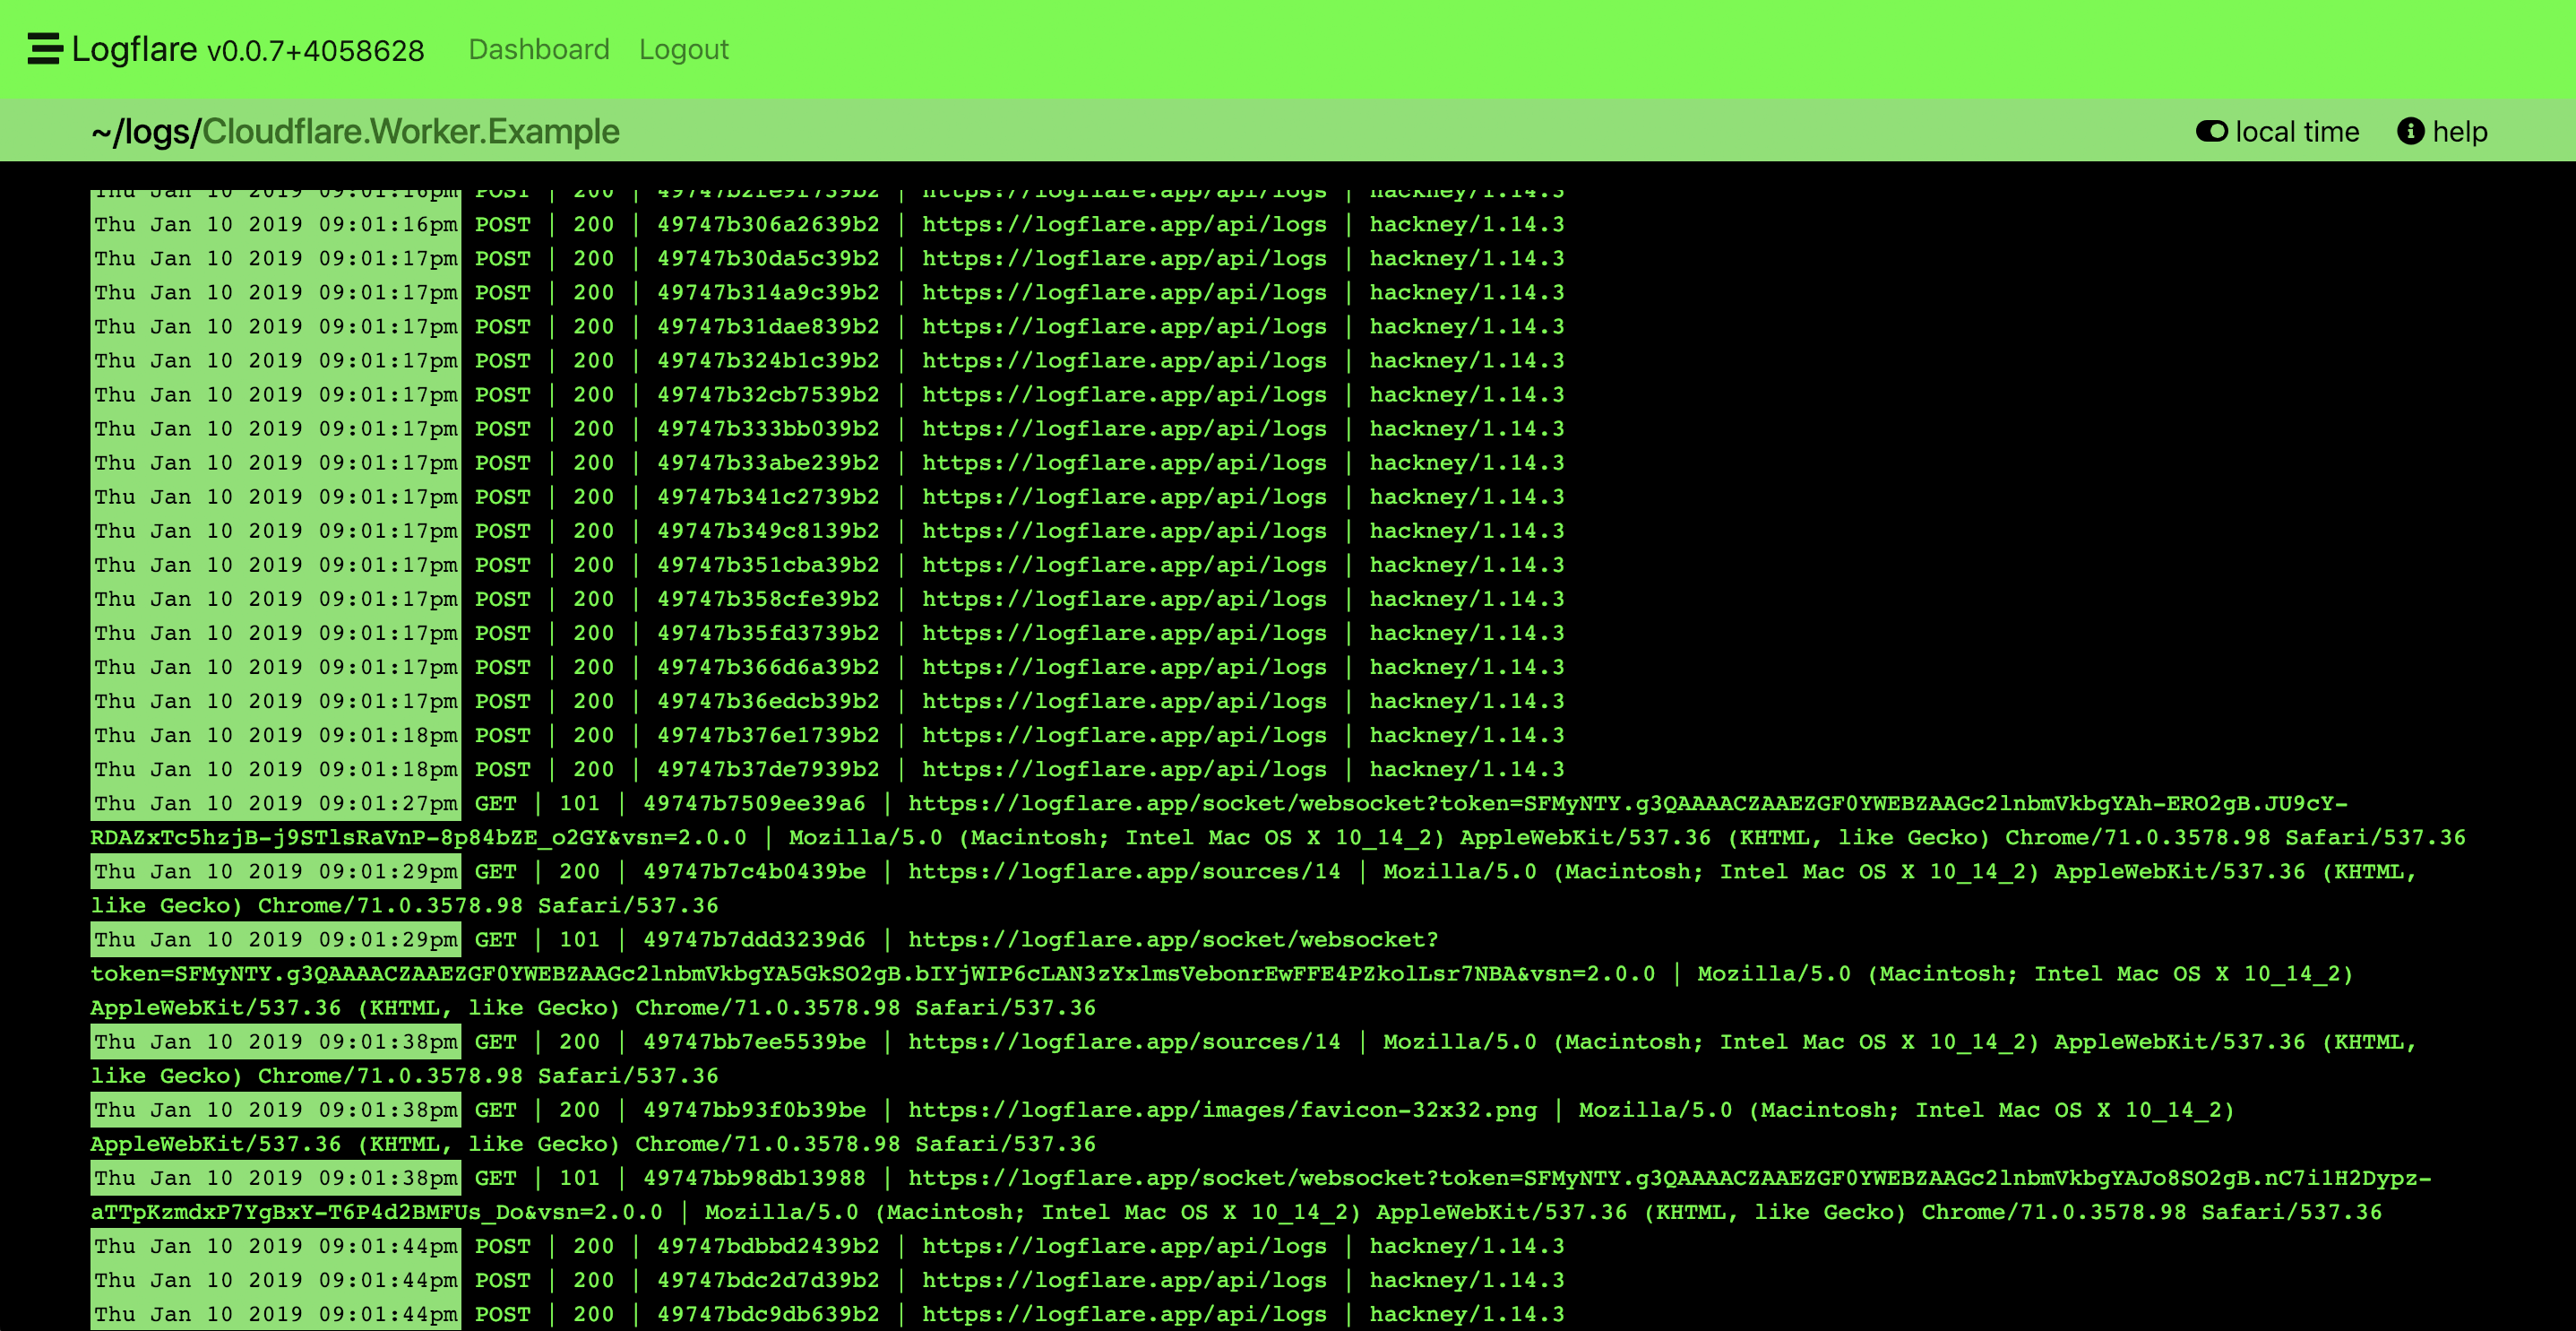 Logflare v0.0.7+4058628 Dashboard Logout
~/logs/Cloudflare.Worker.Example local time help
Thu Jan 10 2019 09:01:16pm POST | 200 | 49747b2fe91739b2 | https://logflare.app/api/logs | hackney/1.14.3
Thu Jan 10 2019 09:01:16pm POST | 200 | 49747b306a2639b2 | https://logflare.app/api/logs | hackney/1.14.3
Thu Jan 10 2019 09:01:17pm POST | 200 | 49747b30da5c39b2 | https://logflare.app/api/logs | hackney/1.14.3
Thu Jan 10 2019 09:01:17pm POST | 200 | 49747b314a9c39b2 | https://logflare.app/api/logs | hackney/1.14.3
Thu Jan 10 2019 09:01:17pm POST | 200 | 49747b31dae839b2 | https://logflare.app/api/logs | hackney/1.14.3
Thu Jan 10 2019 09:01:17pm POST | 200 | 49747b324b1c39b2 | https://logflare.app/api/logs | hackney/1.14.3
Thu Jan 10 2019 09:01:17pm POST | 200 | 49747b32cb7539b2 | https://logflare.app/api/logs | hackney/1.14.3
Thu Jan 10 2019 09:01:17pm POST | 200 | 49747b333bb039b2 | https://logflare.app/api/logs | hackney/1.14.3
Thu Jan 10 2019 09:01:17pm POST | 200 | 49747b33abe239b2 | https://logflare.app/api/logs | hackney/1.14.3
Thu Jan 10 2019 09:01:17pm POST | 200 | 49747b341c2739b2 | https://logflare.app/api/logs | hackney/1.14.3
Thu Jan 10 2019 09:01:17pm POST | 200 | 49747b349c8139b2 | https://logflare.app/api/logs | hackney/1.14.3
Thu Jan 10 2019 09:01:17pm POST | 200 | 49747b351cba39b2 | https://logflare.app/api/logs | hackney/1.14.3
Thu Jan 10 2019 09:01:17pm POST | 200 | 49747b358cfe39b2 | https://logflare.app/api/logs | hackney/1.14.3
Thu Jan 10 2019 09:01:17pm POST | 200 | 49747b35fd3739b2 | https://logflare.app/api/logs | hackney/1.14.3
Thu Jan 10 2019 09:01:17pm POST | 200 | 49747b366d6a39b2 | https://logflare.app/api/logs | hackney/1.14.3
Thu Jan 10 2019 09:01:17pm POST | 200 | 49747b36edcb39b2 | https://logflare.app/api/logs | hackney/1.14.3
Thu Jan 10 2019 09:01:18pm POST | 200 | 49747b376e1739b2 | https://logflare.app/api/logs | hackney/1.14.3
Thu Jan 10 2019 09:01:18pm POST | 200 | 49747b37de7939b2 | https://logflare.app/api/logs | hackney/1.14.3
Thu Jan 10 2019 09:01:27pm GET | 101 | 49747b7509ee39a6 | https://logflare.app/socket/websocket?token=SFMyNTY.g3QAAAACZAAEZGF0YWEBZAAGc2lnbmVkbgYAh-ERO2gB.JU9cY-
RDAZxTc5hzjB-j9STlsRaVnP-8p84bZE_o2GY&vsn=2.0.0 | Mozilla/5.0 (Macintosh; Intel Mac OS X 10_14_2) AppleWebKit/537.36 (KHTML, like Gecko) Chrome/71.0.3578.98 Safari/537.36
Thu Jan 10 2019 09:01:29pm GET | 200 | 49747b7c4b0439be | https://logflare.app/sources/14 | Mozilla/5.0 (Macintosh; Intel Mac OS X 10_14_2) AppleWebKit/537.36 (KHTML,
like Gecko) Chrome/71.0.3578.98 Safari/537.36
Thu Jan 10 2019 09:01:29pm GET | 101 | 49747b7ddd3239d6 | https://logflare.app/socket/websocket?
token=SFMyNTY.g3QAAAACZAAEZGF0YWEBZAAGc2lnbmVkbgYA5GkSO2gB.bIYjWIP6cLAN3zYxlmsVebonrEwFFE4PZkolLsr7NBA&vsn=2.0.0 | Mozilla/5.0 (Macintosh; Intel Mac OS X 10_14_2)
AppleWebKit/537.36 (KHTML, like Gecko) Chrome/71.0.3578.98 Safari/537.36
Thu Jan 10 2019 09:01:38pm GET | 200 | 49747bb7ee5539be | https://logflare.app/sources/14 | Mozilla/5.0 (Macintosh; Intel Mac OS X 10_14_2) AppleWebKit/537.36 (KHTML,
like Gecko) Chrome/71.0.3578.98 Safari/537.36
Thu Jan 10 2019 09:01:38pm GET | 200 | 49747bb93f0b39be | https://logflare.app/images/favicon-32x32.png | Mozilla/5.0 (Macintosh; Intel Mac OS X 10_14_2)
AppleWebKit/537.36 (KHTML, like Gecko) Chrome/71.0.3578.98 Safari/537.36
Thu Jan 10 2019 09:01:38pm GET | 101 | 49747bb98db13988 | https://logflare.app/socket/websocket?token=SFMyNTY.g3QAAAACZAAEZGF0YWEBZAAGc2lnbmVkbgYAJo8SO2gB.nC7i1H2Dypz-
aTTpKzmdxP7YgBxY-T6P4d2BMFUs_Do&vsn=2.0.0 | Mozilla/5.0 (Macintosh; Intel Mac OS X 10_14_2) AppleWebKit/537.36 (KHTML, like Gecko) Chrome/71.0.3578.98 Safari/537.36
Thu Jan 10 2019 09:01:44pm POST | 200 | 49747bdbbd2439b2 | https://logflare.app/api/logs | hackney/1.14.3
Thu Jan 10 2019 09:01:44pm POST | 200 | 49747bdc2d7d39b2 | https://logflare.app/api/logs | hackney/1.14.3
Thu Jan 10 2019 09:01:44pm POST | 200 | 49747bdc9db639b2 | https://logflare.app/api/logs | hackney/1.14.3